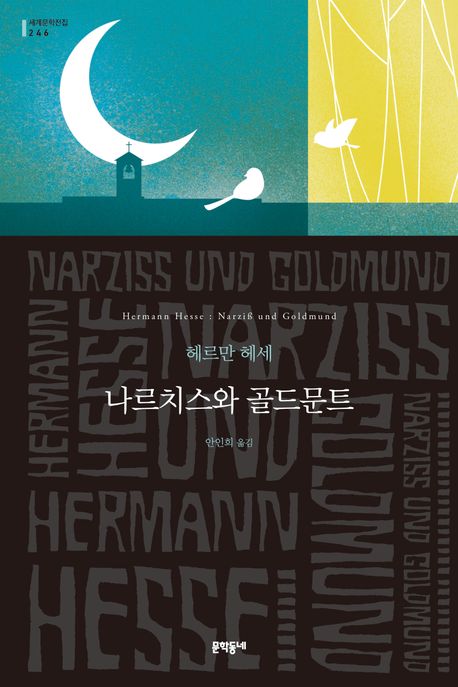 세계문학전집
246
NARZISS UND GOLDMUND
Hermann Hesse : Narziß und Goldmund
헤르만 헤세
나르치스와 골드문트
안인희 옮김
HERMANN
HESSE
NARZISS
UND
GOLDMUND
NARZISS UND GOLDMUND
HERMANN
HESSE
문학동네